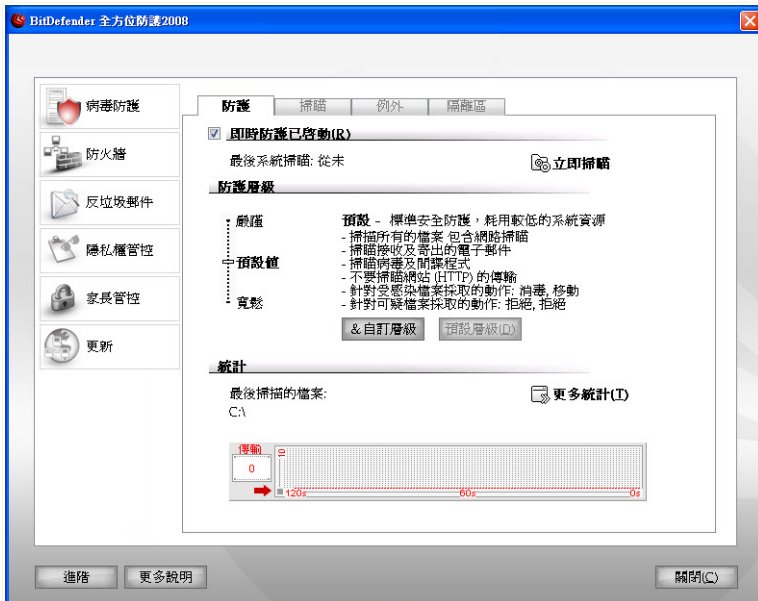 BitDefender 全方位防護2008
病毒防護
防火牆
反垃圾郵件
隱私權管控
家長管控
更新
防護 掃瞄 例外 隔離區
即時防護已啓動(R)
最後系統掃瞄: 從未 立即掃瞄
防護層級
嚴謹
預設值
寬鬆
預設 - 標準安全防護，耗用較低的系統資源
- 掃描所有的檔案 包含網路掃瞄
- 掃瞄接收及寄出的電子郵件
- 掃瞄病毒及間諜程式
- 不要掃瞄網站 (HTTP) 的傳輸
- 針對受感染檔案採取的動作: 消毒, 移動
- 針對可疑檔案採取的動作: 拒絕, 拒絕
&自訂層級 預設層級(D)
統計
最後掃描的檔案: 更多統計(T)
C:\
傳輸
0
10
120s 60s 0s
進階 更多說明 關閉(C)